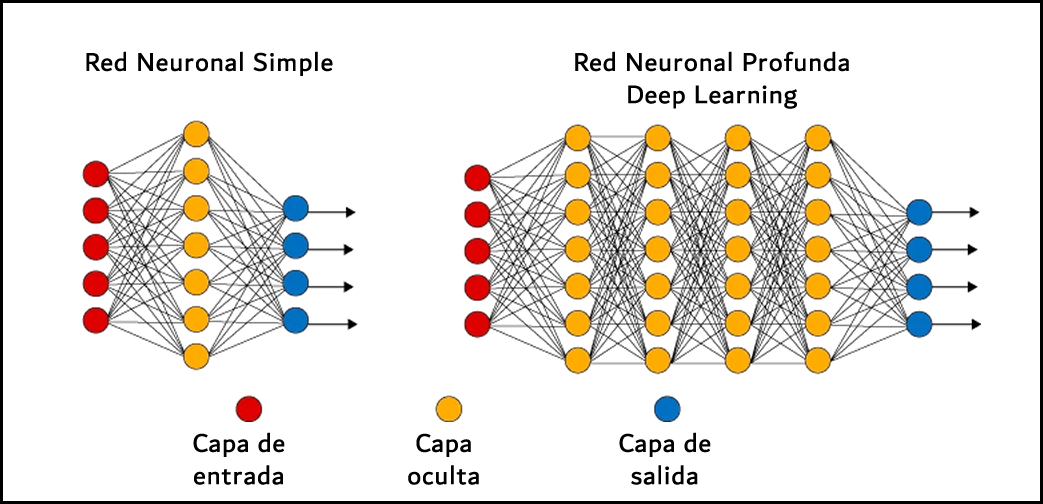 Red Neuronal Simple
Red Neuronal Profunda
Deep Learning
Capa de
entrada
Capa
oculta
Capa de
salida